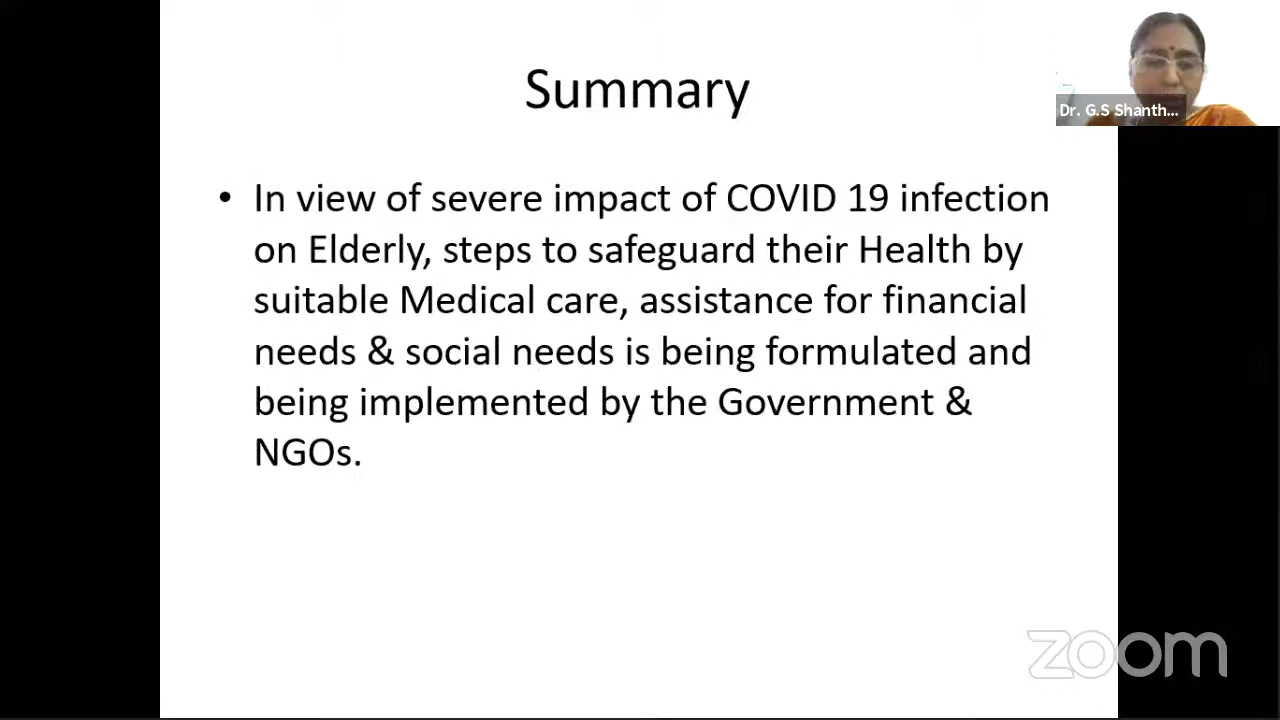 Summary
Dr. G.S Shanth...
• In view of severe impact of COVID 19 infection
on Elderly, steps to safeguard their Health by
suitable Medical care, assistance for financial
needs & social needs is being formulated and
being implemented by the Government &
NGOs.
zoom